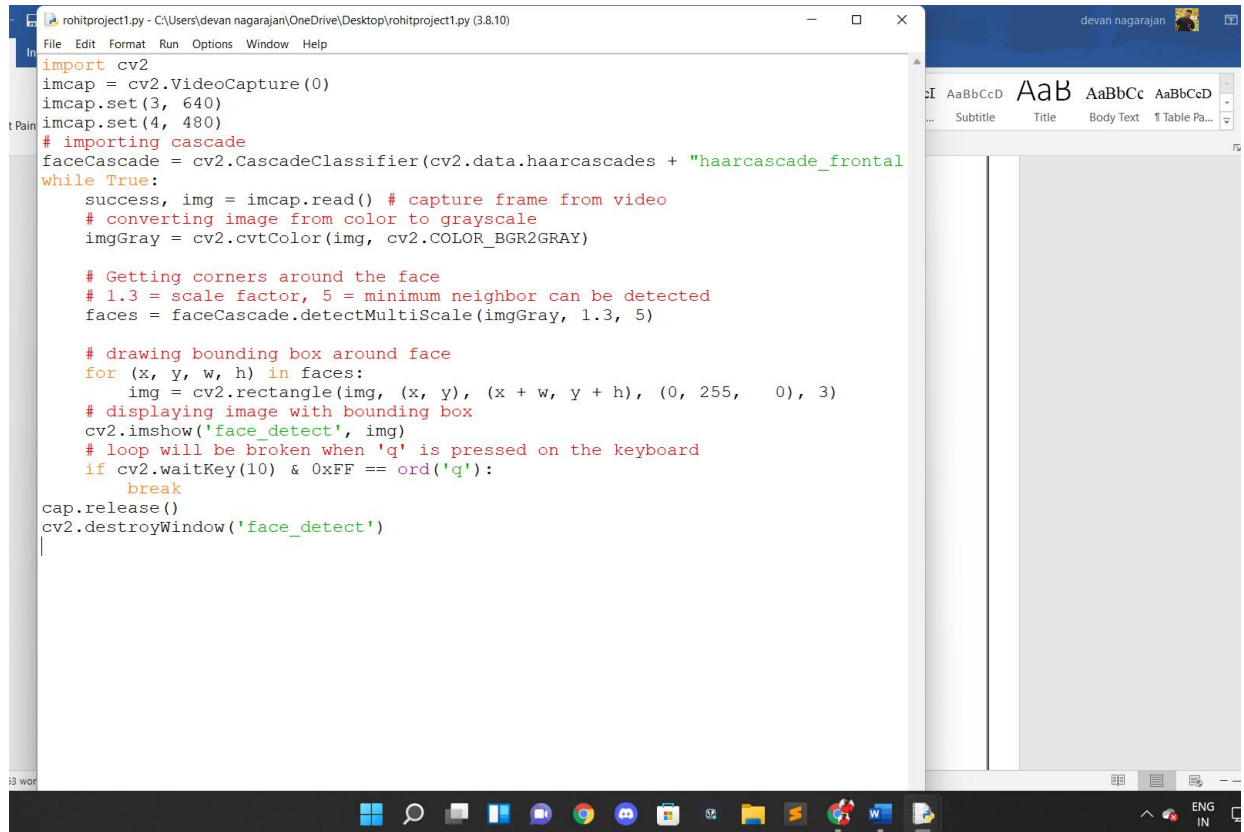 rohitproject1.py - C:\Users\devan nagarajan\OneDrive\Desktop\rohitproject1.py (3.8.10)
devan nagarajan
File Edit Format Run Options Window Help
import cv2
imcap = cv2.VideoCapture(0)
imcap.set(3, 640)
imcap.set(4, 480)
# importing cascade
faceCascade = cv2.CascadeClassifier(cv2.data.haarcascades + "haarcascade_frontal
while True:
    success, img = imcap.read() # capture frame from video
    # converting image from color to grayscale
    imgGray = cv2.cvtColor(img, cv2.COLOR_BGR2GRAY)
    # Getting corners around the face
    # 1.3 = scale factor, 5 = minimum neighbor can be detected
    faces = faceCascade.detectMultiScale(imgGray, 1.3, 5)
    # drawing bounding box around face
    for (x, y, w, h) in faces:
        img = cv2.rectangle(img, (x, y), (x + w, y + h), (0, 255,   0), 3)
    # displaying image with bounding box
    cv2.imshow('face_detect', img)
    # loop will be broken when 'q' is pressed on the keyboard
    if cv2.waitKey(10) & 0xFF == ord('q'):
        break
cap.release()
cv2.destroyWindow('face_detect')
AaBbCcD AaB AaBbCc AaBbCcD
... Subtitle Title Body Text ¶ Table Pa...
In
t Pain
53 wor
ENG
IN